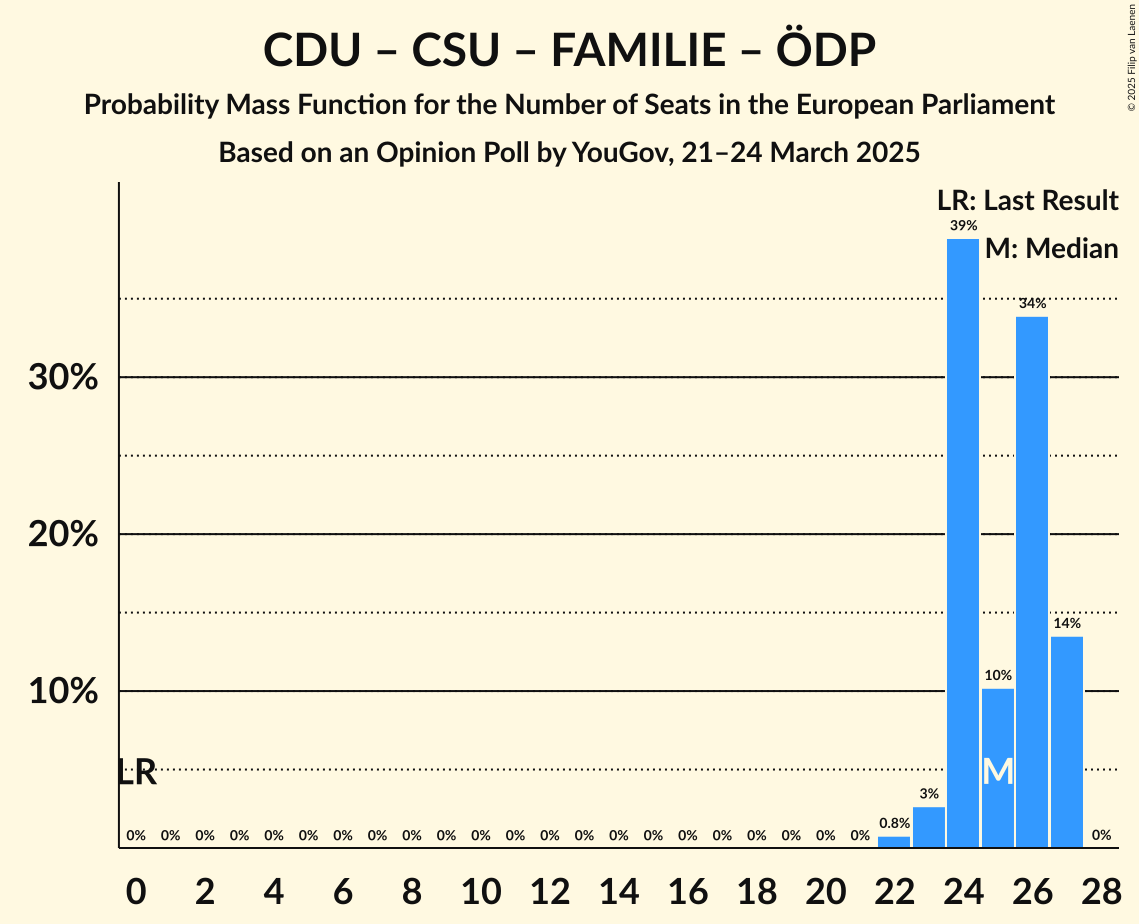 CDU – CSU – FAMILIE – ÖDP
Probability Mass Function for the Number of Seats in the European Parliament
Based on an Opinion Poll by YouGov, 21–24 March 2025
© 2025 Filip van Laenen
LR: Last Result
M: Median
39%
34%
30%
20%
14%
10%
10%
LR
M
3%
0.8%
0% 0% 0% 0% 0% 0% 0% 0% 0% 0% 0% 0% 0% 0% 0% 0% 0% 0% 0% 0% 0% 0% 0%
0 2 4 6 8 10 12 14 16 18 20 22 24 26 28